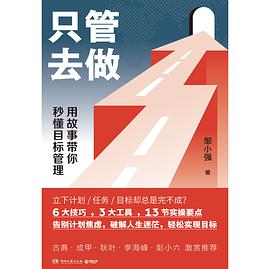 只管
去做
用故事带你
秒懂目标管理
邹小强 著
立下计划/任务/目标却总是完不成?
6大技巧,3大工具,13节实操要点
告别计划焦虑,破解人生迷茫,轻松实现目标
古典·成甲·秋叶·李海峰·彭小六 激赏推荐